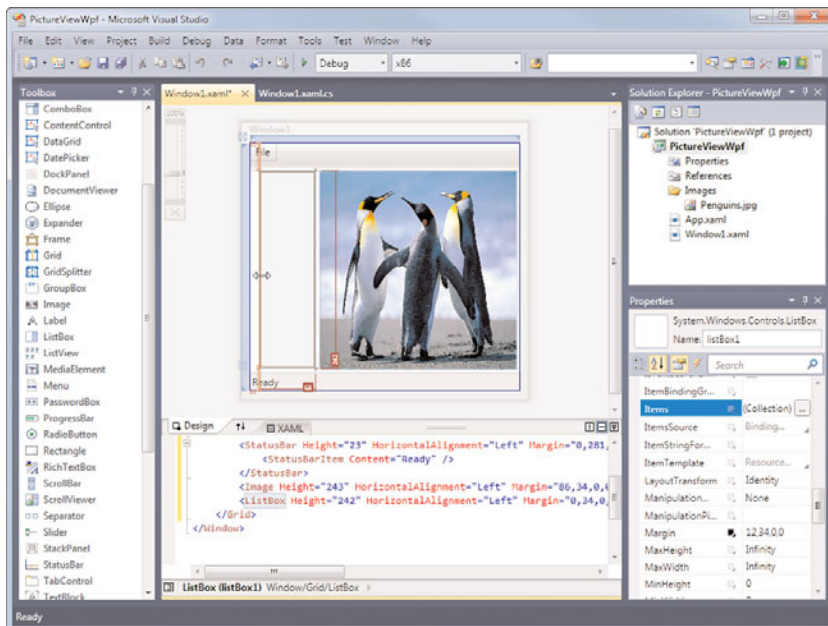 PictureViewWpf - Microsoft Visual Studio
File Edit View Project Build Debug Data Format Tools Test Window Help
Debug x86
Toolbox
ComboBox
ContentControl
DataGrid
DatePicker
DockPanel
DocumentViewer
Ellipse
Expander
Frame
Grid
GridSplitter
GroupBox
Image
Label
ListBox
ListView
MediaElement
Menu
PasswordBox
ProgressBar
RadioButton
Rectangle
RichTextBox
ScrollBar
ScrollViewer
Separator
Slider
StackPanel
StatusBar
TabControl
TextBlock
Window1.xaml* Window1.xaml.cs
100%
Window1
File
Ready
Design XAML
<StatusBar Height="23" HorizontalAlignment="Left" Margin="0,281,
<StatusBarItem Content="Ready" />
</StatusBar>
<Image Height="243" HorizontalAlignment="Left" Margin="86,34,0,0
<ListBox Height="242" HorizontalAlignment="Left" Margin="0,34,0,
</Grid>
</Window>
ListBox (listBox1) Window/Grid/ListBox
Solution Explorer - PictureViewWpf
Solution 'PictureViewWpf' (1 project)
PictureViewWpf
Properties
References
Images
Penguins.jpg
App.xaml
Window1.xaml
Properties
System.Windows.Controls.ListBox
Name: listBox1
Search
ItemBindingGr...
Items (Collection) ...
ItemsSource Binding...
ItemStringFor...
ItemTemplate Resource...
LayoutTransform Identity
Manipulation... None
ManipulationPi...
Margin 12,34,0,0
MaxHeight Infinity
MaxWidth Infinity
MinHeight 0
Ready